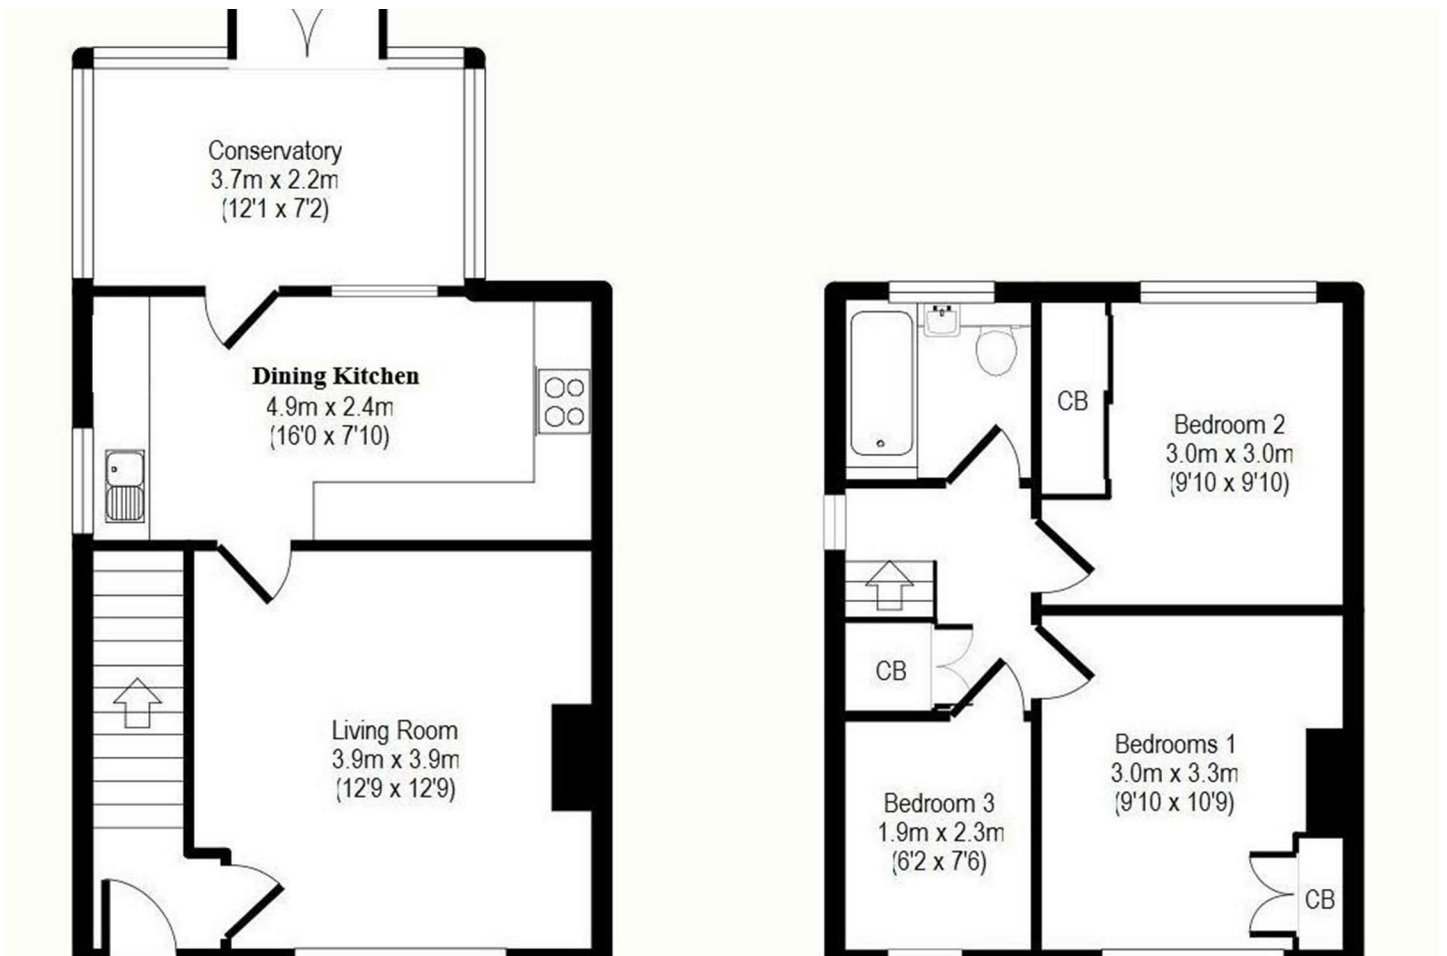 Conservatory
3.7m x 2.2m
(12'1 x 7'2)
Dining Kitchen
4.9m x 2.4m
(16'0 x 7'10)
Living Room
3.9m x 3.9m
(12'9 x 12'9)
CB
Bedroom 2
3.0m x 3.0m
(9'10 x 9'10)
CB
Bedrooms 1
3.0m x 3.3m
(9'10 x 10'9)
Bedroom 3
1.9m x 2.3m
(6'2 x 7'6)
CB